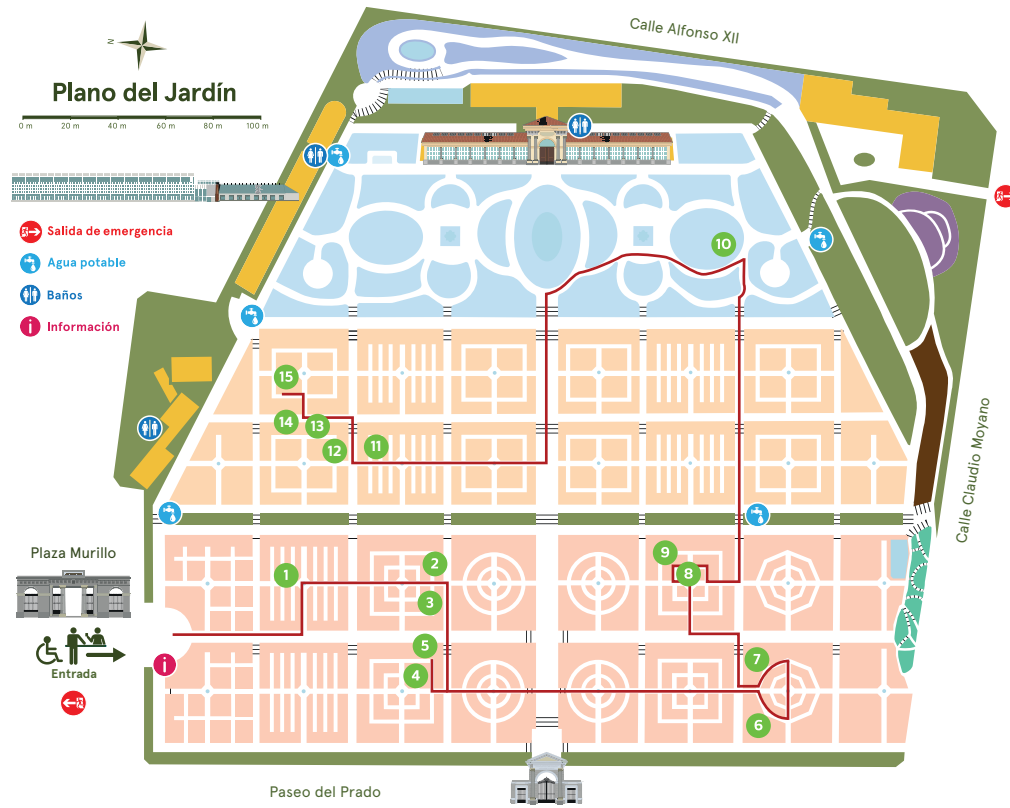 Calle Alfonso XII
N
Plano del Jardín
0 m 20 m 40 m 60 m 80 m 100 m
Salida de emergencia
Agua potable
Baños
i Información
10
15
14 13
12 11
Calle Claudio Moyano
Plaza Murillo
1 2 9 8
3
5 7
4
i
Entrada
6
Paseo del Prado